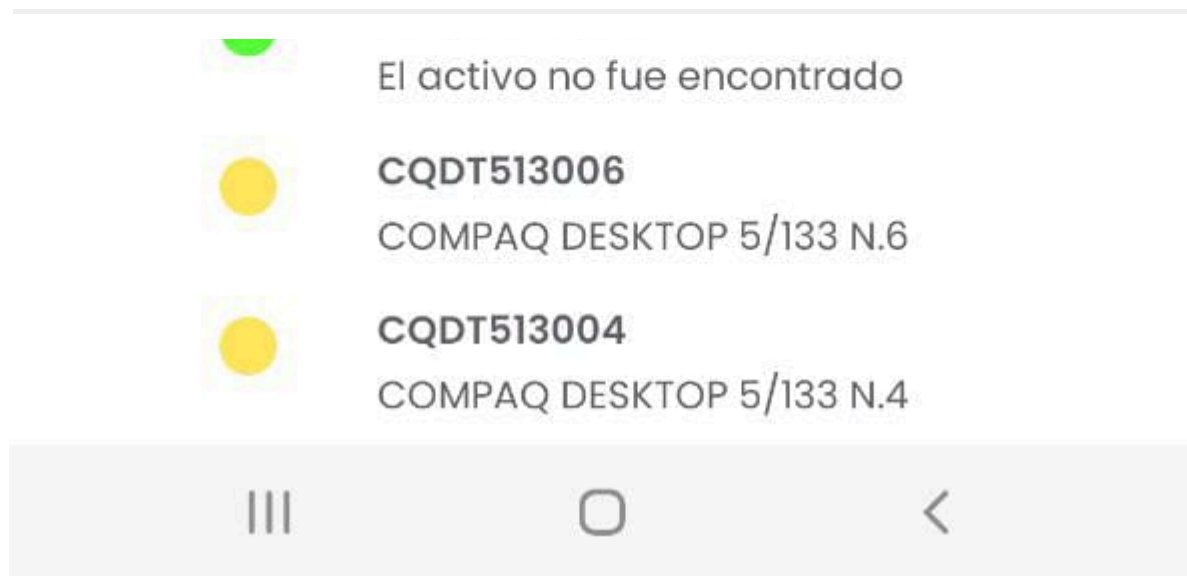 El activo no fue encontrado
CQDT513006
COMPAQ DESKTOP 5/133 N.6
CQDT513004
COMPAQ DESKTOP 5/133 N.4